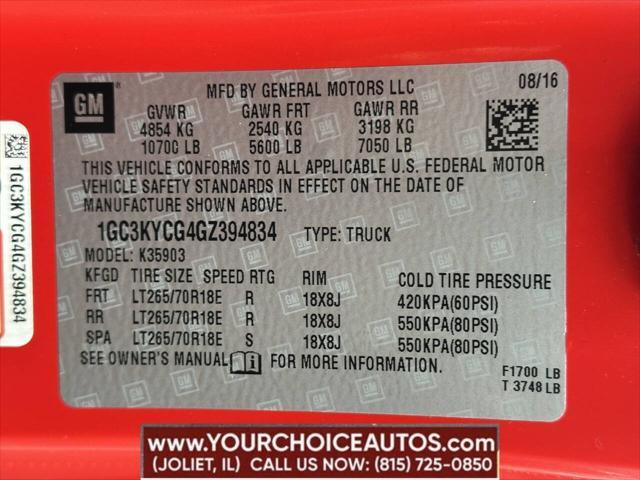 GM
MFD BY GENERAL MOTORS LLC
08/16
GVWR GAWR FRT GAWR RR
4854 KG 2540 KG 3198 KG
10700 LB 5600 LB 7050 LB
THIS VEHICLE CONFORMS TO ALL APPLICABLE U.S. FEDERAL MOTOR
VEHICLE SAFETY STANDARDS IN EFFECT ON THE DATE OF
MANUFACTURE SHOWN ABOVE.
1GC3KYCG4GZ394834 TYPE: TRUCK
MODEL: K35903
KFGD TIRE SIZE SPEED RTG RIM COLD TIRE PRESSURE
FRT LT265/70R18E R 18X8J 420KPA(60PSI)
RR LT265/70R18E R 18X8J 550KPA(80PSI)
SPA LT265/70R18E S 18X8J 550KPA(80PSI)
SEE OWNER'S MANUAL FOR MORE INFORMATION.
F1700 LB
T 3748 LB
1GC3KYCG4GZ394834
WWW.YOURCHOICEAUTOS.COM
(JOLIET, IL) CALL US NOW: (815) 725-0850